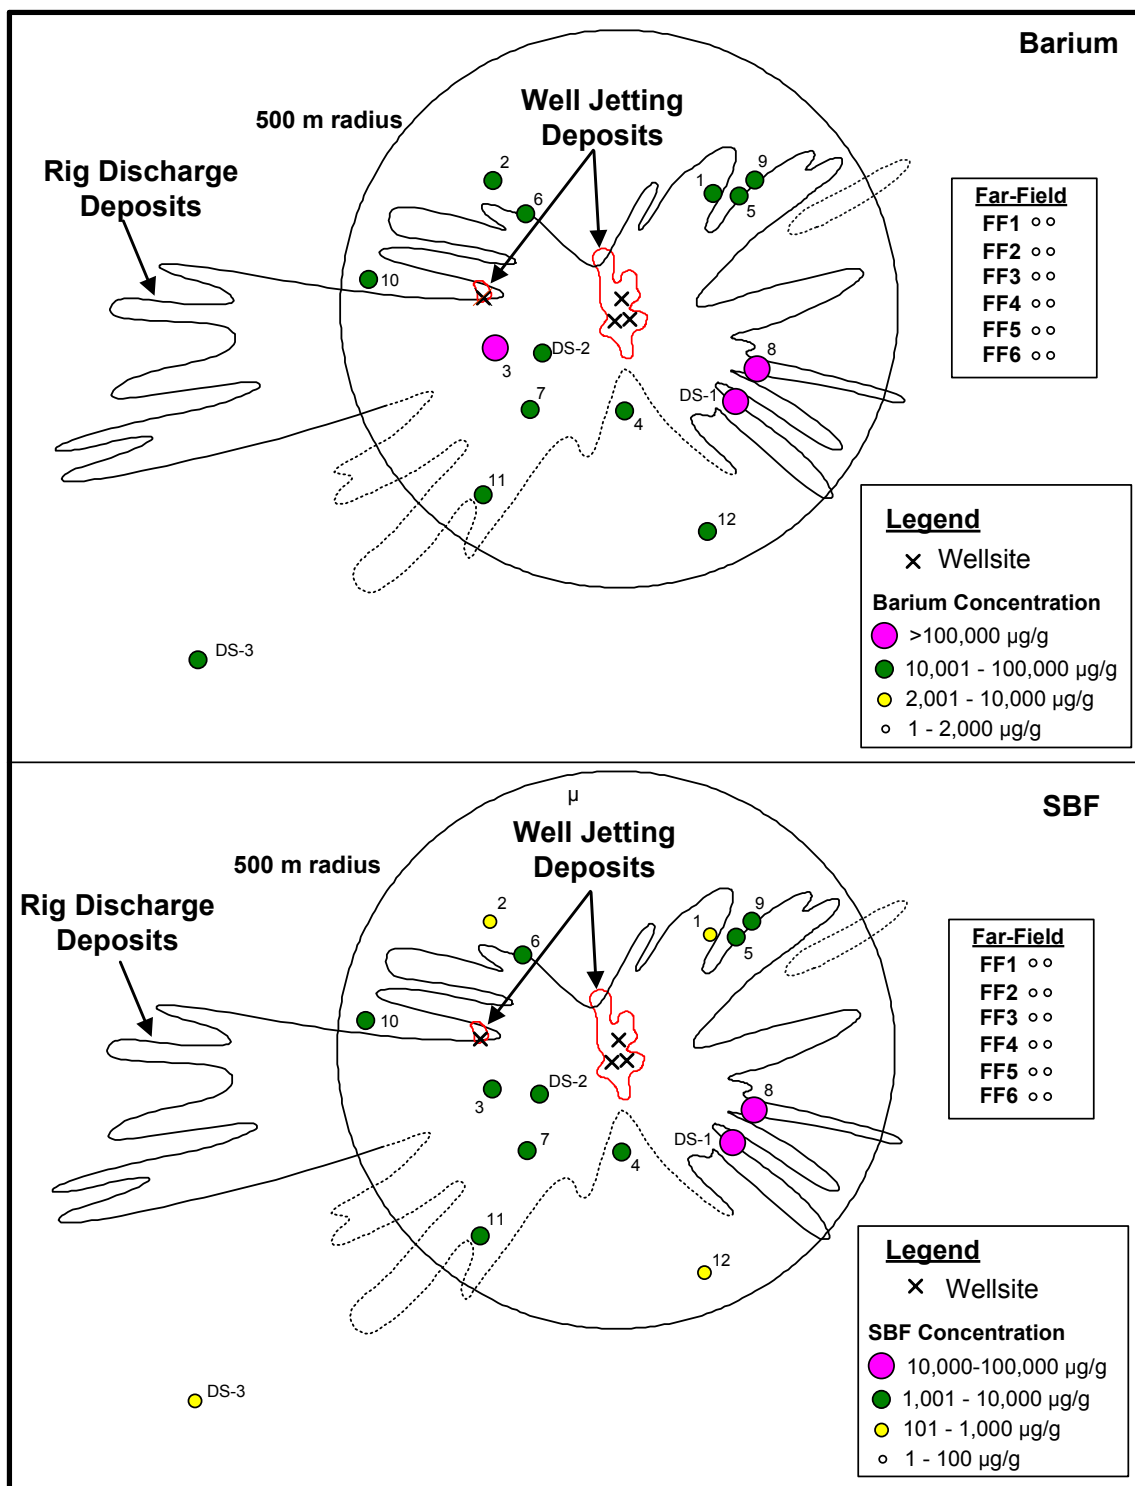 Barium
Well Jetting
Deposits
500 m radius
Rig Discharge
Deposits
2
6
1
9
5
10
Far-Field
FF1
FF2
FF3
FF4
FF5
FF6
3
DS-2
8
7
4
DS-1
11
12
DS-3
Legend
Wellsite
Barium Concentration
>100,000 µg/g
10,001 - 100,000 µg/g
2,001 - 10,000 µg/g
1 - 2,000 µg/g
SBF
µ
Well Jetting
Deposits
500 m radius
Rig Discharge
Deposits
2
6
1
9
5
10
Far-Field
FF1
FF2
FF3
FF4
FF5
FF6
3
DS-2
8
7
4
DS-1
11
12
DS-3
Legend
Wellsite
SBF Concentration
10,000-100,000 µg/g
1,001 - 10,000 µg/g
101 - 1,000 µg/g
1 - 100 µg/g